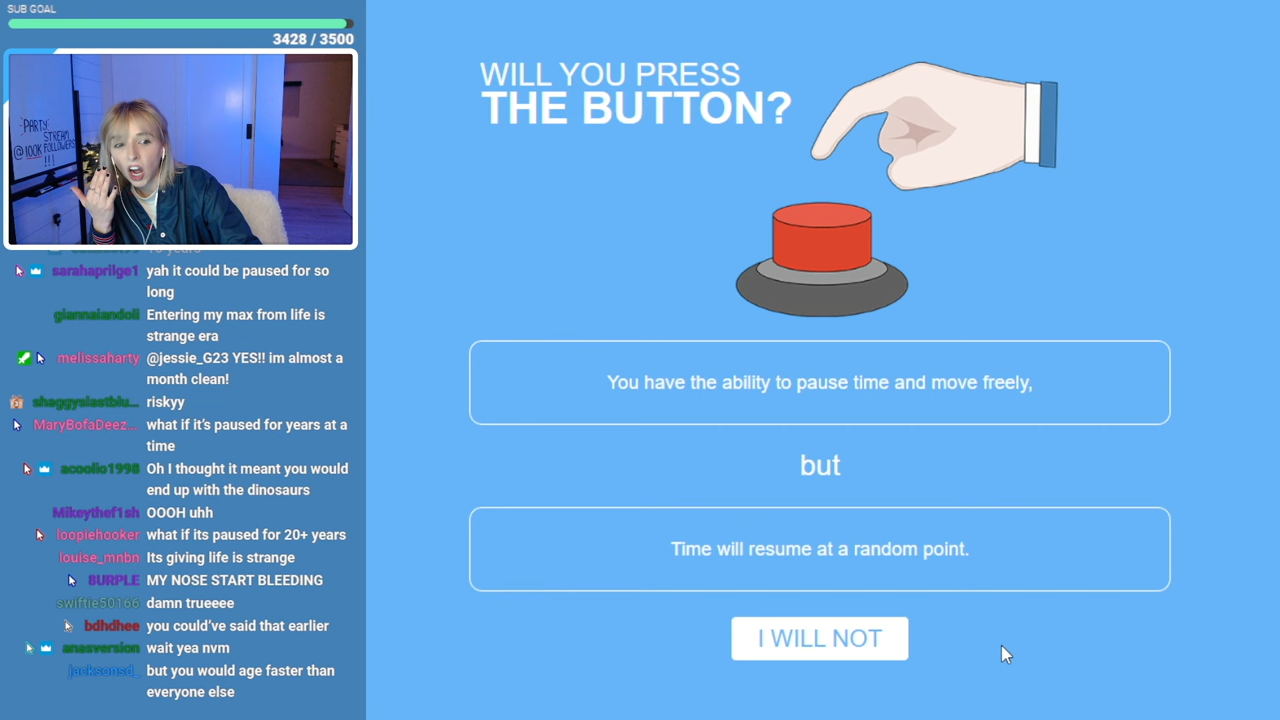 SUB GOAL
3428 / 3500
PARTY
STREAM
@ 100K FOLLOWERS
!!!
sarahaprilge1 yah it could be paused for so
long
giannaiandoli Entering my max from life is
strange era
melissaharty @jessie_G23 YES!! im almost a
month clean!
shaggyslastblu... riskyy
MaryBofaDeez... what if it's paused for years at a
time
acoolio1998 Oh I thought it meant you would
end up with the dinosaurs
Mikeythef1sh OOOH uhh
loopiehooker what if its paused for 20+ years
louise_mnbn Its giving life is strange
8URPLE MY NOSE START BLEEDING
swiftie50166 damn trueeee
bdhdhee you could've said that earlier
anasversion wait yea nvm
jacksonsd_ but you would age faster than
everyone else
WILL YOU PRESS
THE BUTTON?
You have the ability to pause time and move freely,
but
Time will resume at a random point.
I WILL NOT